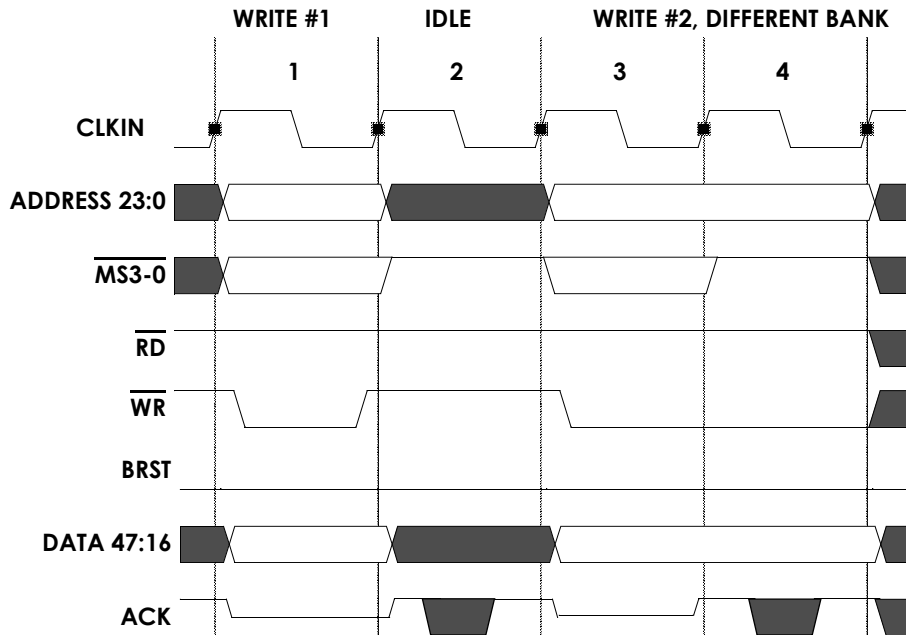 WRITE #1 IDLE WRITE #2, DIFFERENT BANK
1 2 3 4
CLKIN
ADDRESS 23:0
MS3-0
RD
WR
BRST
DATA 47:16
ACK